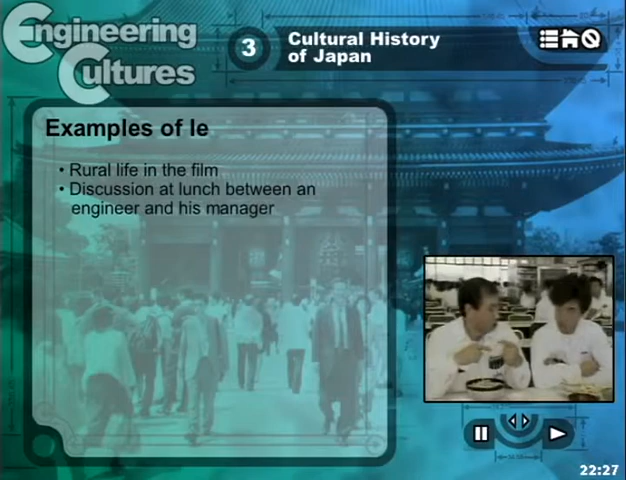 Engineering
Cultures
3
Cultural History
of Japan
Examples of Ie
• Rural life in the film
• Discussion at lunch between an
engineer and his manager
22:27